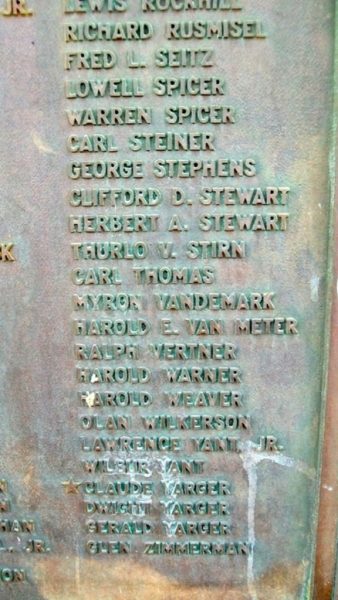 JR. LEWIS ROCKHILL
RICHARD RUSMISEL
FRED L. SEITZ
LOWELL SPICER
WARREN SPICER
CARL STEINER
GEORGE STEPHENS
CLIFFORD D. STEWART
HERBERT A. STEWART
THURLO V. STIRN
CARL THOMAS
MYRON VANDEMARK
HAROLD E. VAN METER
RALPH VERTNER
HAROLD WARNER
HAROLD WEAVER
OLAN WILKERSON
LAWRENCE YANT, JR.
WILBUR YANT
★ CLAUDE YARGER
DWIGHT YARGER
GERALD YARGER
JR. GLEN ZIMMERMAN